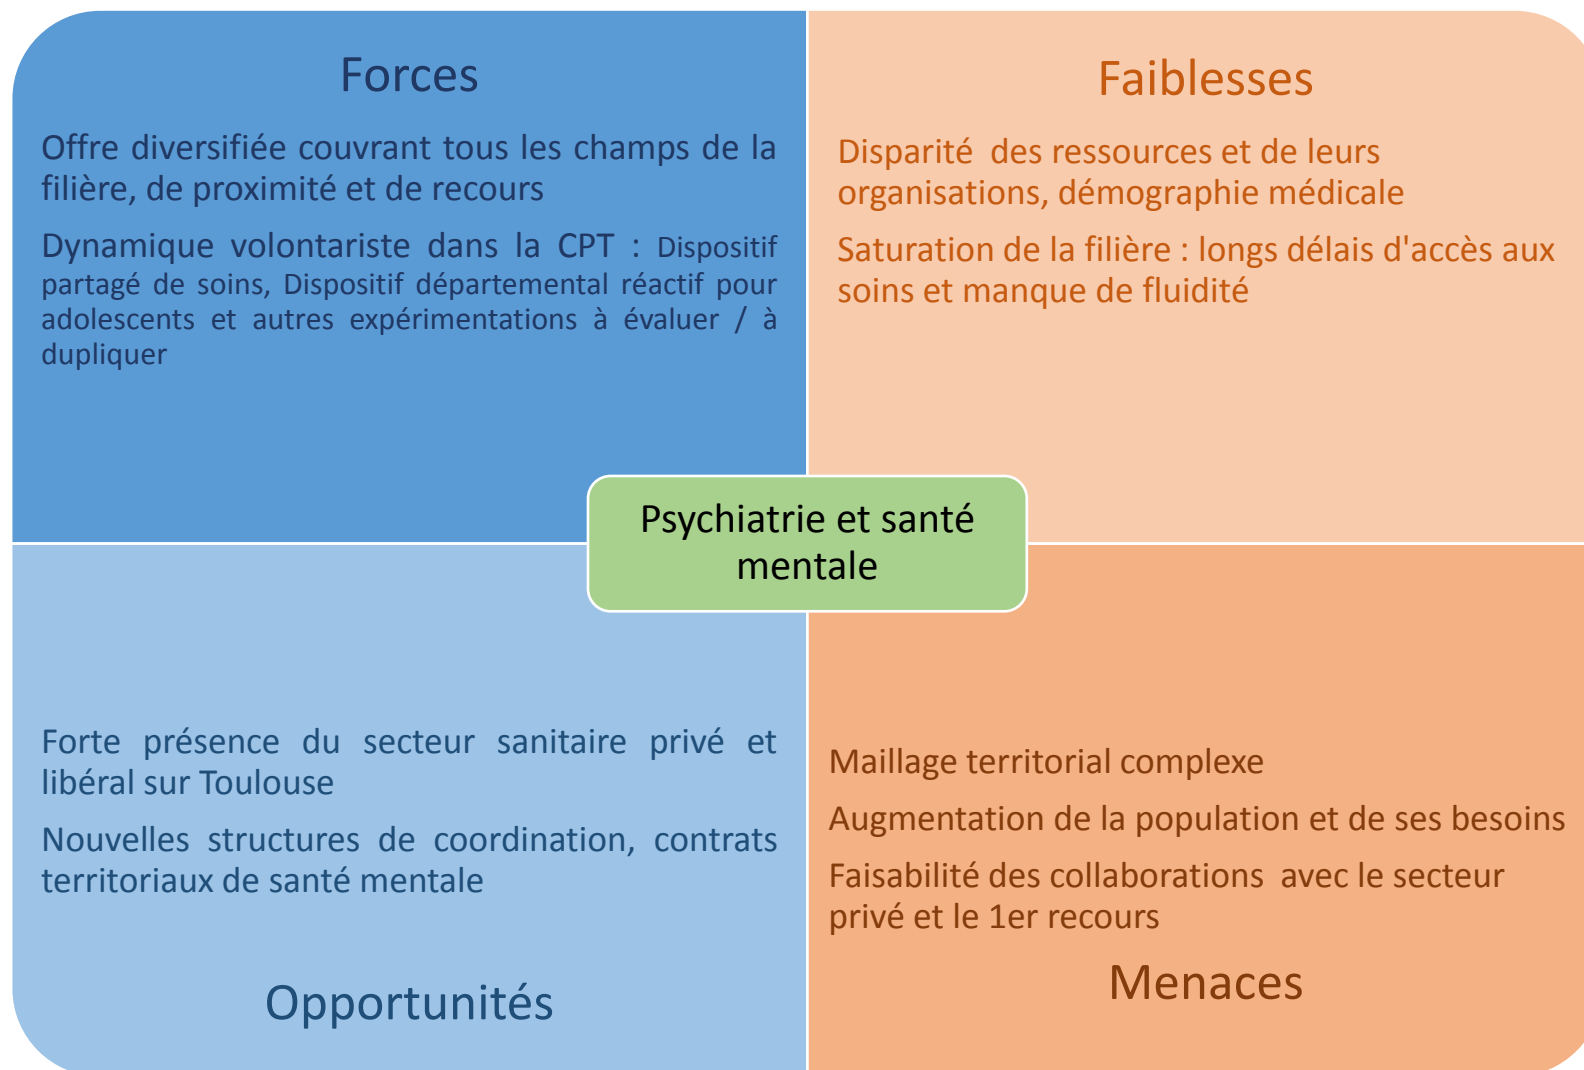 Forces
Offre diversifiée couvrant tous les champs de la
filière, de proximité et de recours
Dynamique volontariste dans la CPT : Dispositif
partagé de soins, Dispositif départemental réactif pour
adolescents et autres expérimentations à évaluer / à
dupliquer
Faiblesses
Disparité des ressources et de leurs
organisations, démographie médicale
Saturation de la filière : longs délais d'accès aux
soins et manque de fluidité
Psychiatrie et santé
mentale
Forte présence du secteur sanitaire privé et
libéral sur Toulouse
Nouvelles structures de coordination, contrats
territoriaux de santé mentale
Opportunités
Maillage territorial complexe
Augmentation de la population et de ses besoins
Faisabilité des collaborations avec le secteur
privé et le 1er recours
Menaces